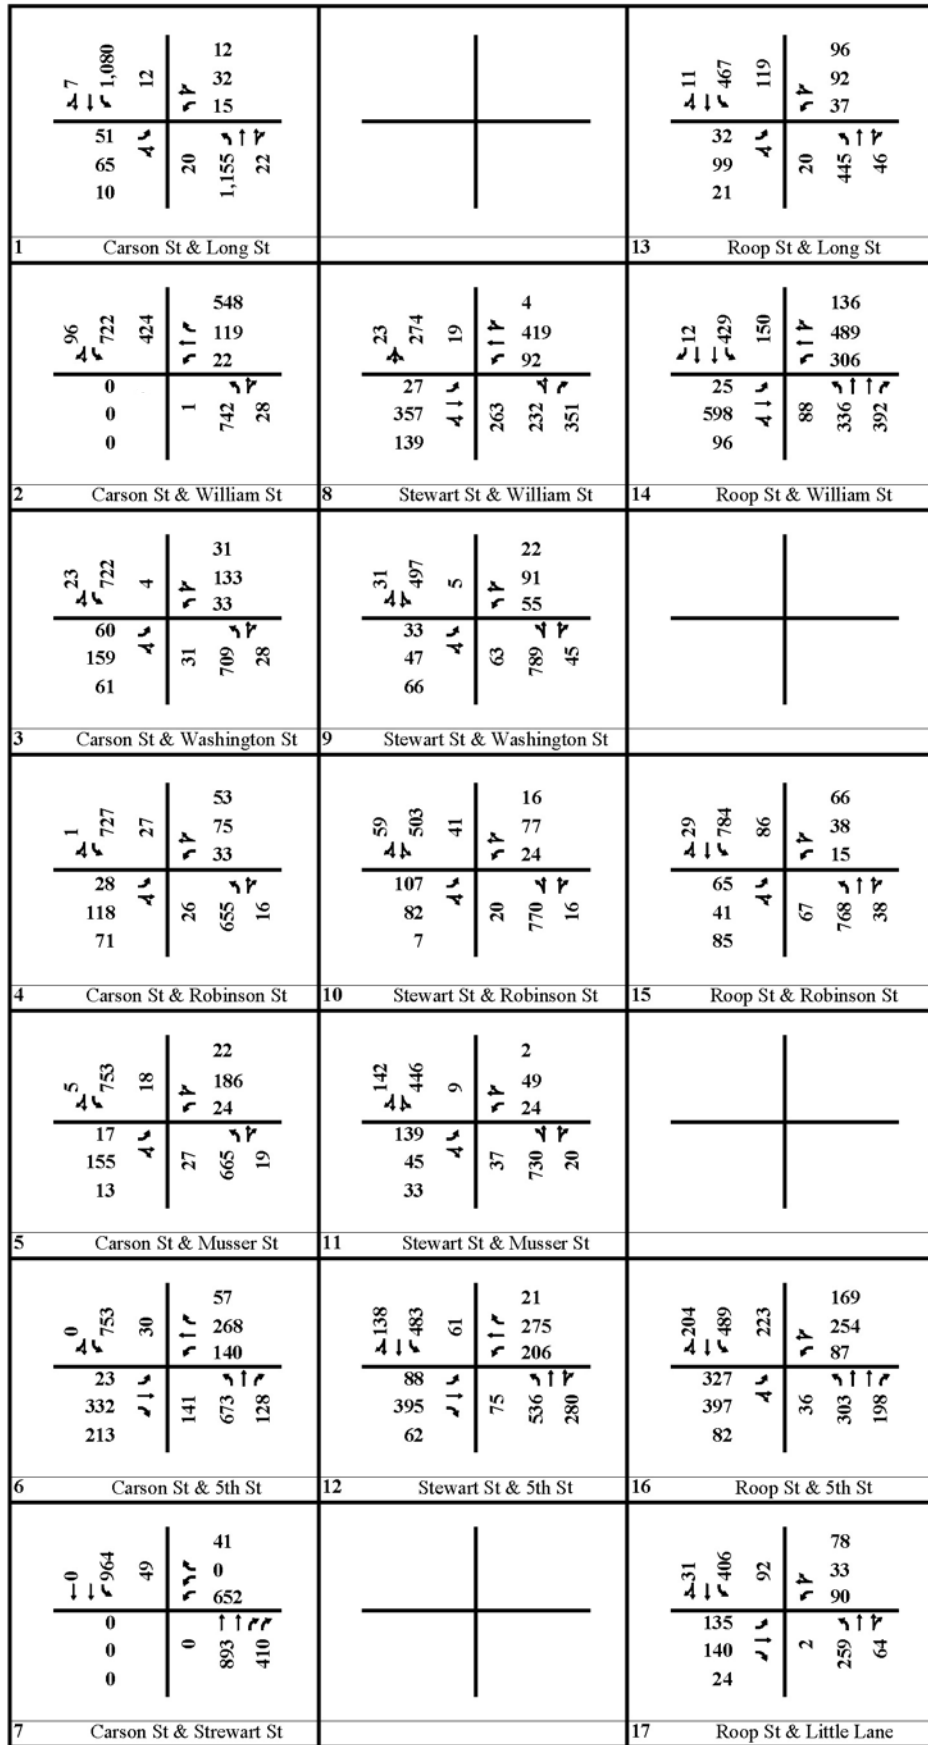 7 1,080 12 12
32
15
51
65
10
20 1,155 22
1 Carson St & Long St
11 467 119 96
92
37
32
99
21
20 445 46
13 Roop St & Long St
96 722 424 548
119
22
0
0
0
1 742 28
2 Carson St & William St
23 274 19 4
419
92
27
357
139
263 232 351
8 Stewart St & William St
12 429 150 136
489
306
25
598
96
88 336 392
14 Roop St & William St
23 722 4 31
133
33
60
159
61
31 709 28
3 Carson St & Washington St
31 497 5 22
91
55
33
47
66
63 789 45
9 Stewart St & Washington St
1 727 27 53
75
33
28
118
71
26 655 16
4 Carson St & Robinson St
59 503 41 16
77
24
107
82
7
20 770 16
10 Stewart St & Robinson St
29 784 86 66
38
15
65
41
85
67 768 38
15 Roop St & Robinson St
5 753 18 22
186
24
17
155
13
27 665 19
5 Carson St & Musser St
142 446 9 2
49
24
139
45
33
37 730 20
11 Stewart St & Musser St
0 753 30 57
268
140
23
332
213
141 673 128
6 Carson St & 5th St
138 483 61 21
275
206
88
395
62
75 536 280
12 Stewart St & 5th St
204 489 223 169
254
87
327
397
82
36 303 198
16 Roop St & 5th St
0 964 49 41
0
652
0
0
0
0 893 410
7 Carson St & Strewart St
31 406 92 78
33
90
135
140
24
2 259 64
17 Roop St & Little Lane